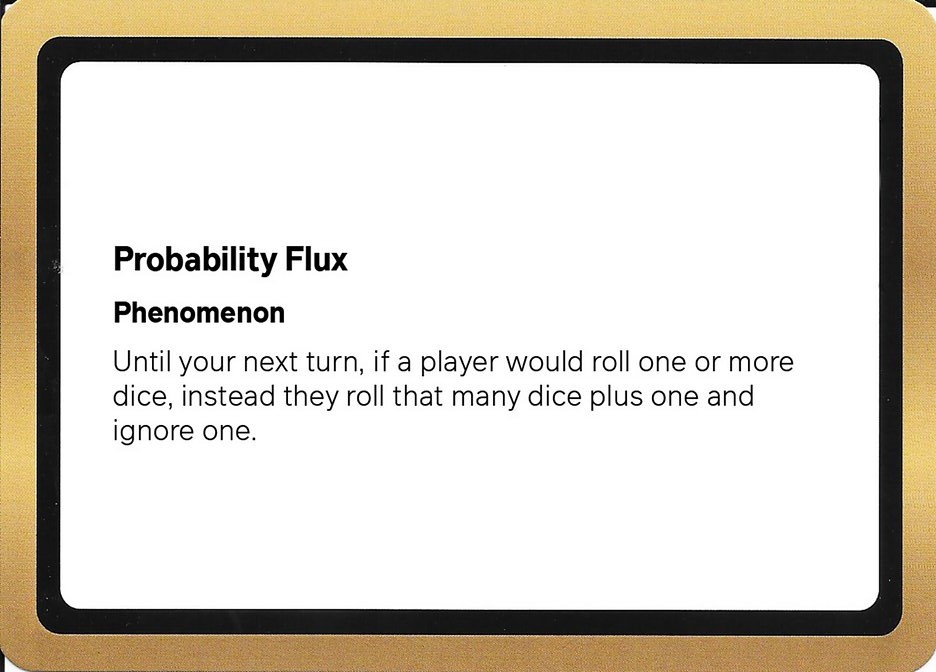 Probability Flux
Phenomenon
Until your next turn, if a player would roll one or more
dice, instead they roll that many dice plus one and
ignore one.